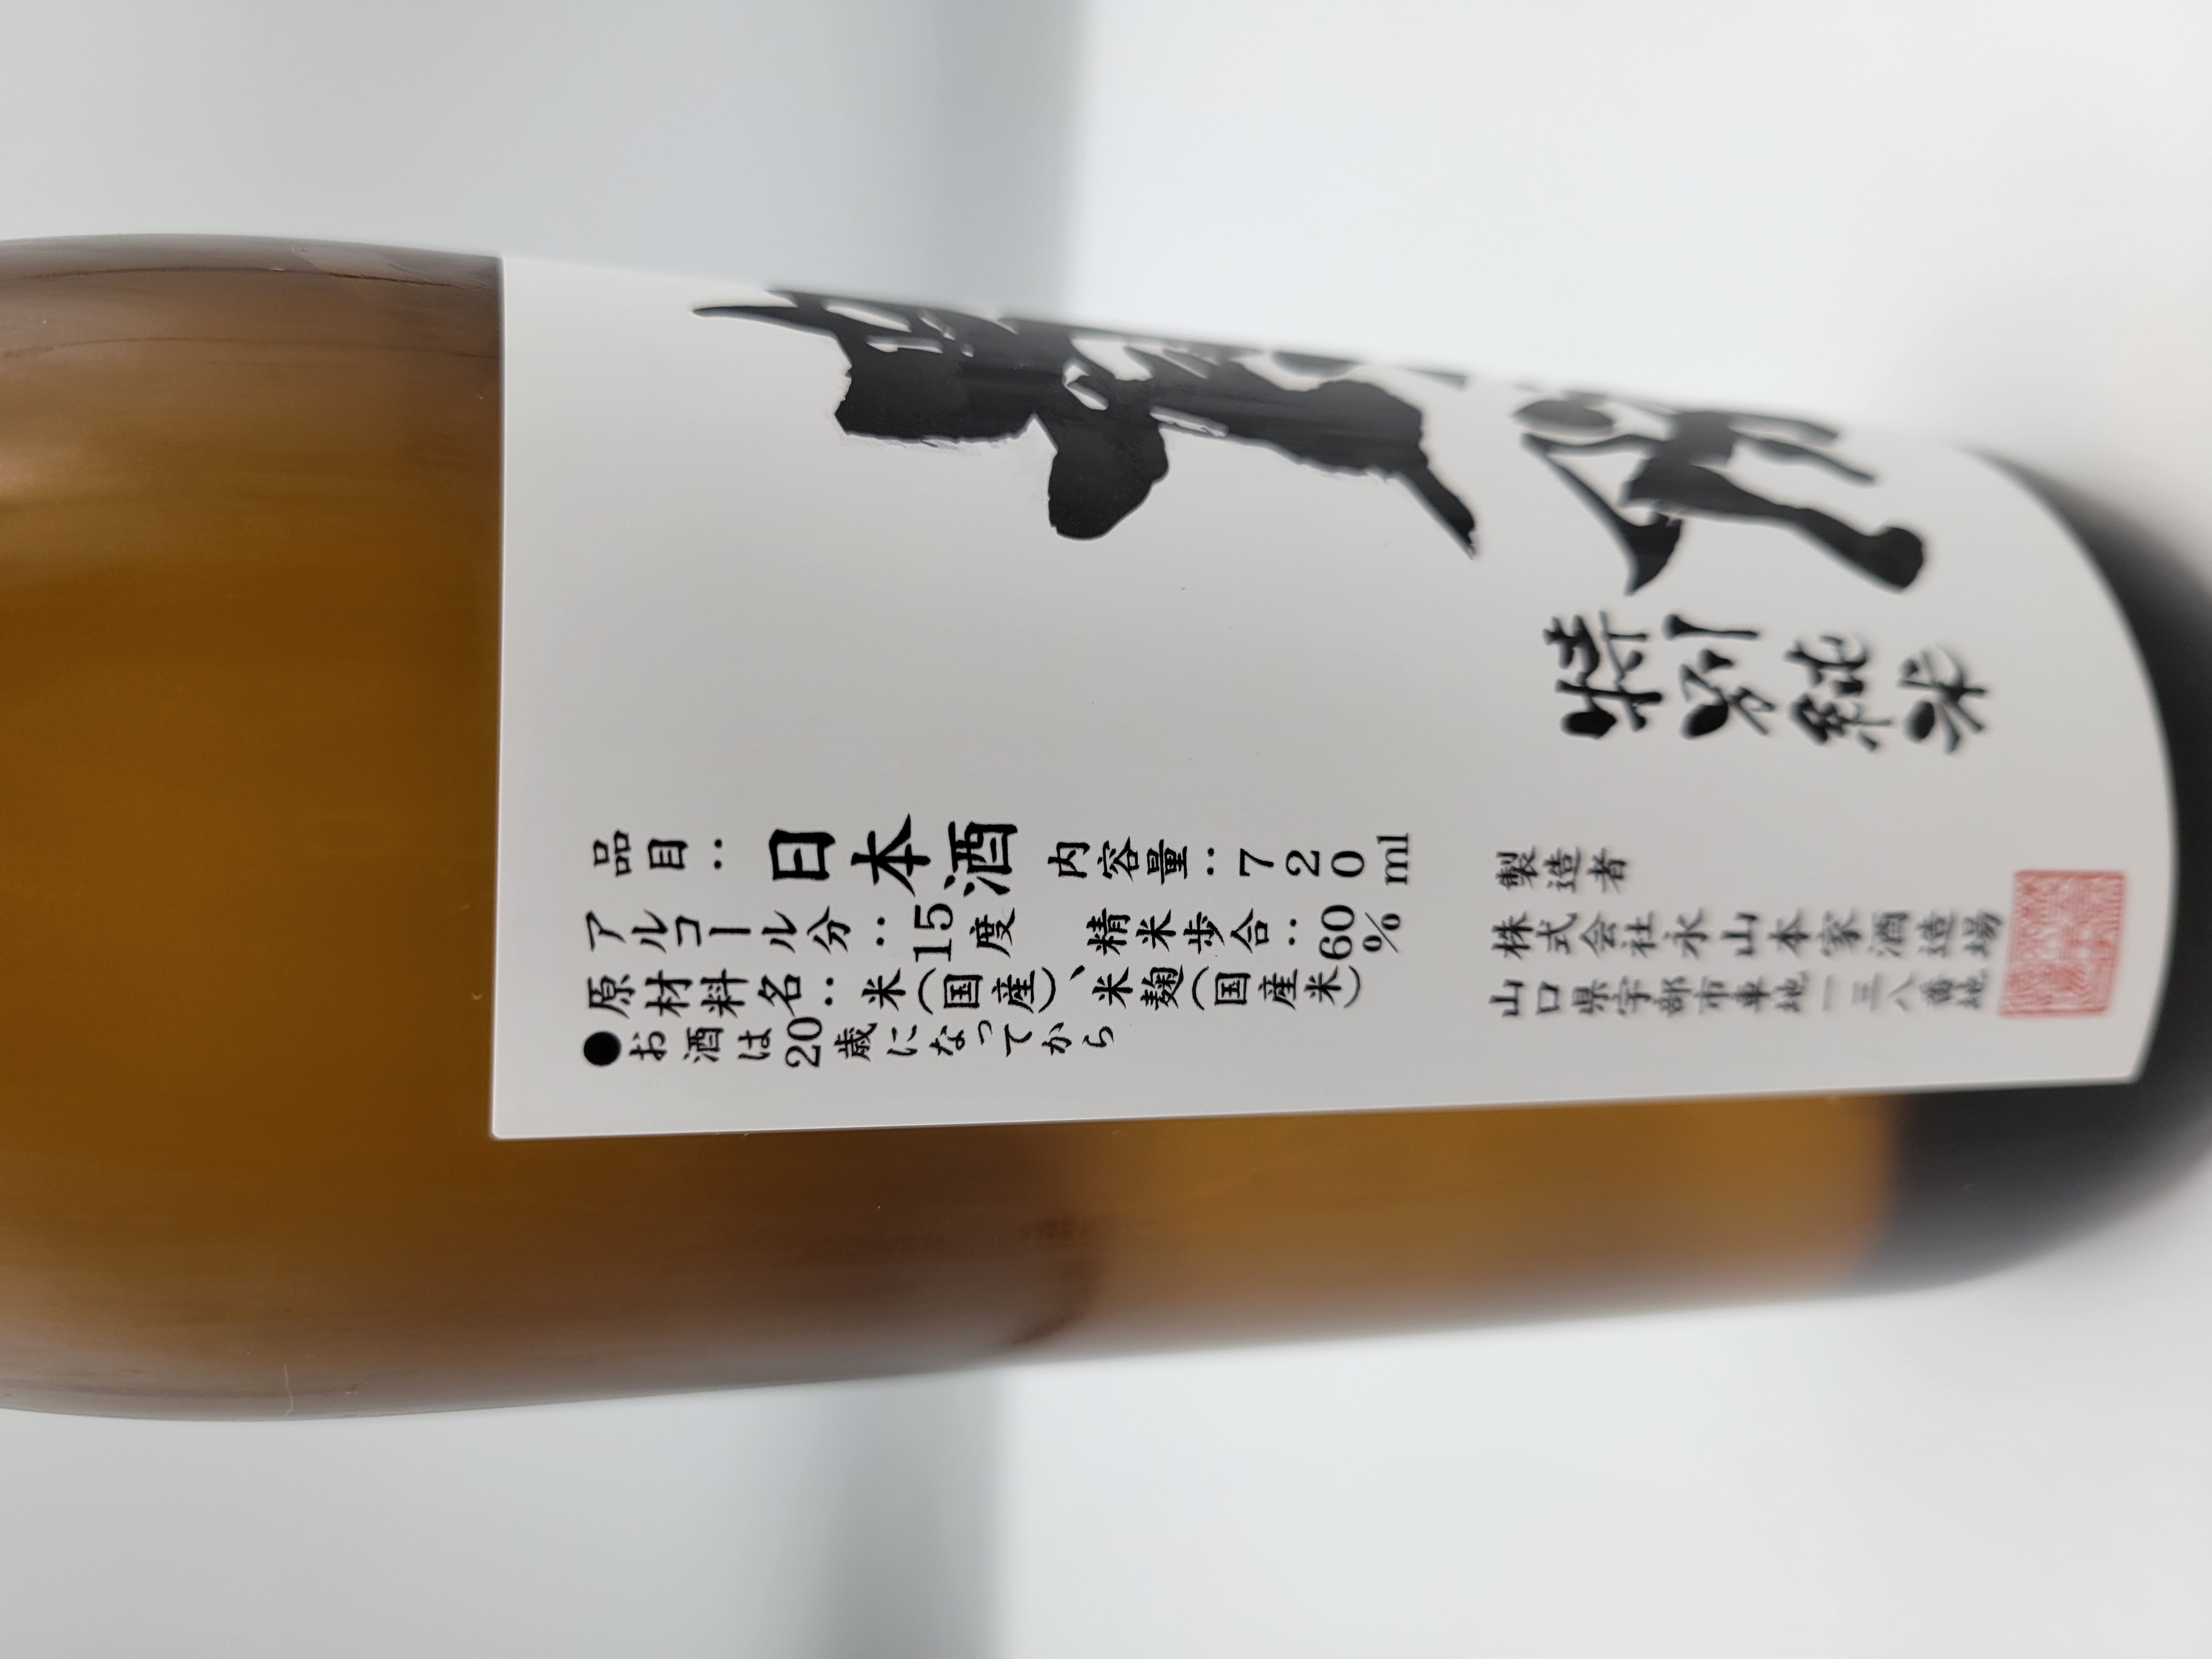 特別純米
品目：日本酒 内容量：720ml
アルコール分：15度 精米歩合：60%
原材料名：米(国産)、米麹(国産米)
●お酒は20歳になってから
製造者
株式会社永山本家酒造場
山口県宇部市車地一三八番地